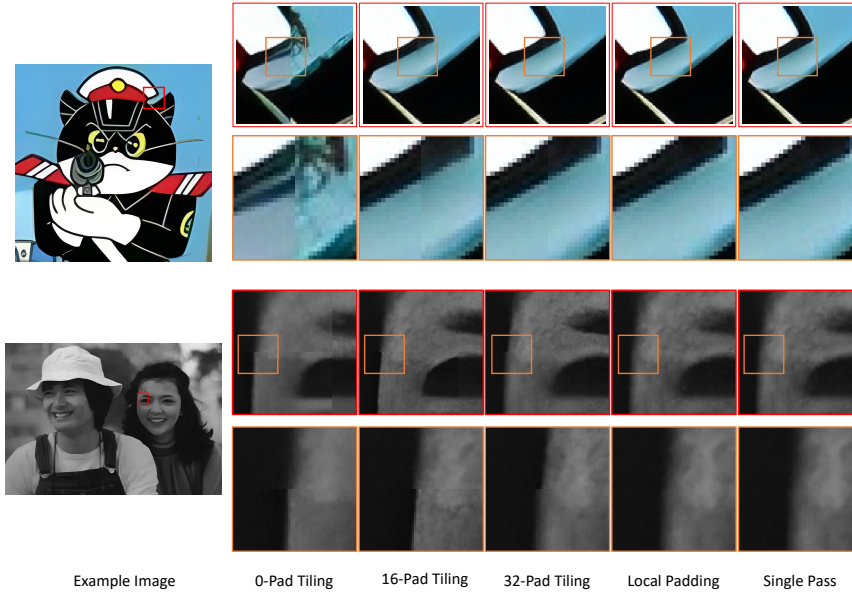 Example Image
0-Pad Tiling
16-Pad Tiling
32-Pad Tiling
Local Padding
Single Pass